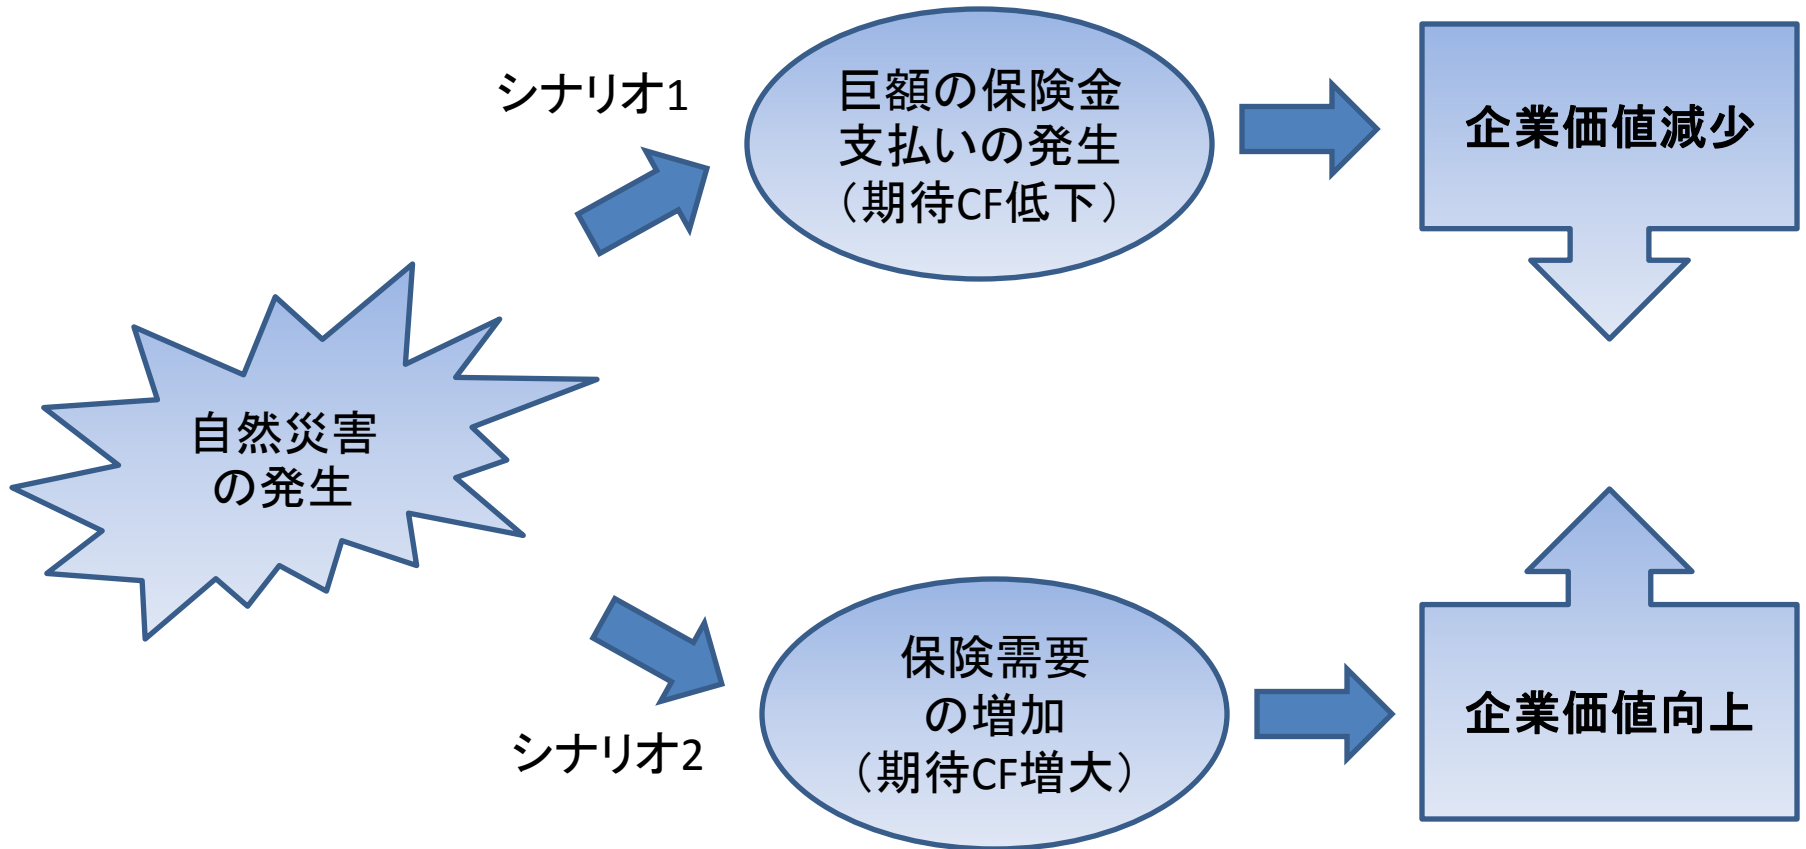 シナリオ1
巨額の保険金
支払いの発生
（期待CF低下）
企業価値減少
自然災害
の発生
シナリオ2
保険需要
の増加
（期待CF増大）
企業価値向上